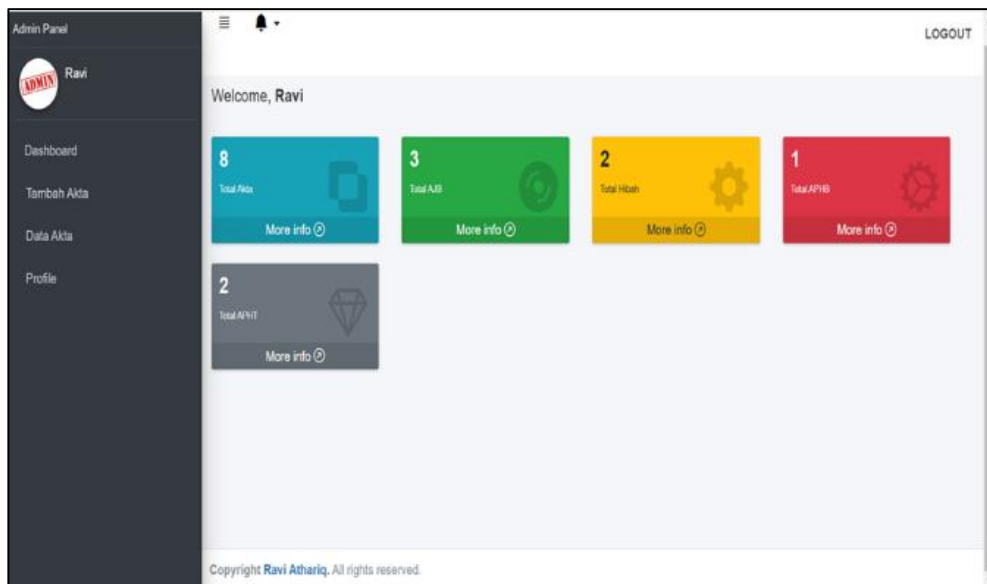 Admin Panel
LOGOUT
ADMIN
Ravi
Welcome, Ravi
Dashboard
Tambah Akta
Data Akta
Profile
8
Total Akta
More info
3
Total AJB
More info
2
Total Hibah
More info
1
Total APHB
More info
2
Total APHT
More info
Copyright Ravi Athariq. All rights reserved.